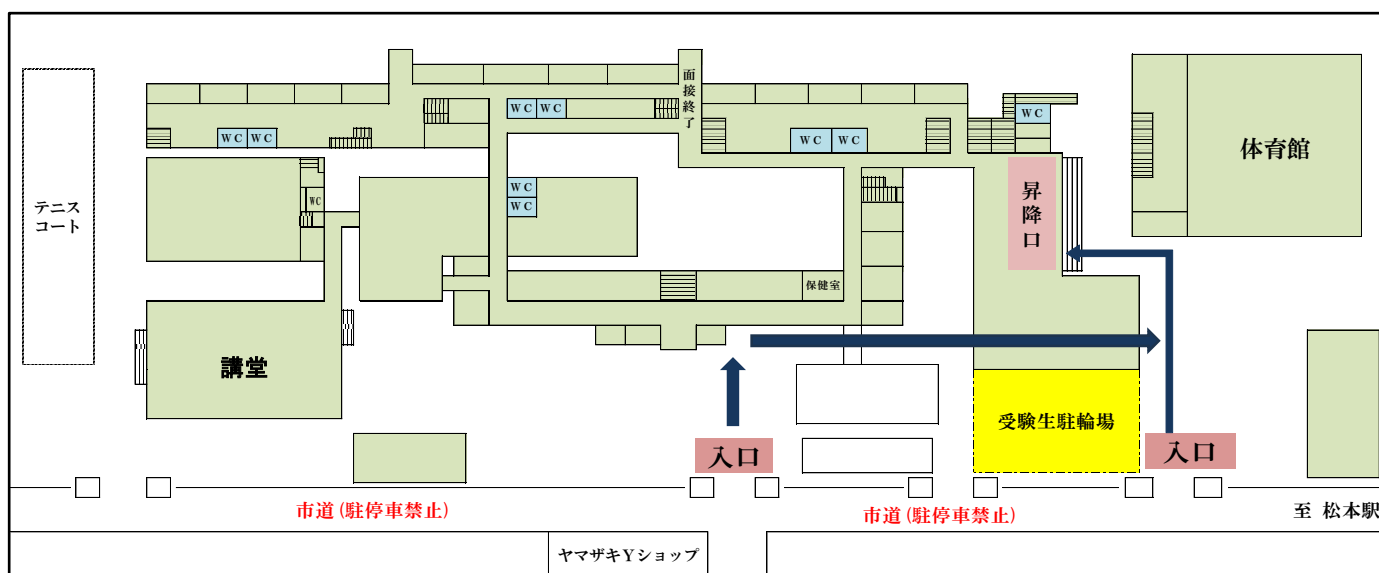 面接終了
WC WC
WC WC
WC WC
WC
体育館
テニス
コート
WC
WC
WC
昇降口
保健室
講堂
受験生駐輪場
入口
入口
市道(駐停車禁止)
市道(駐停車禁止)
至 松本駅
ヤマザキYショップ